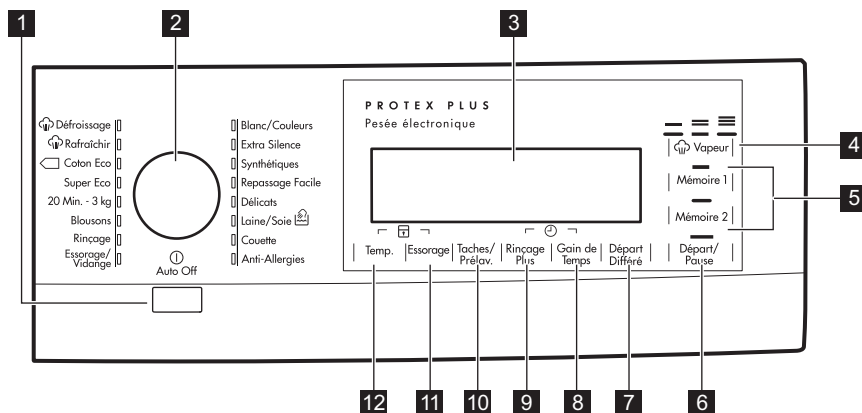 1
2
3
PROTEX PLUS
Pesée électronique
Défroissage
Rafraîchir
Coton Eco
Super Eco
20 Min. - 3 kg
Blousons
Rinçage
Essorage/
Vidange
Auto Off
Blanc/Couleurs
Extra Silence
Synthétiques
Repassage Facile
Délicats
Laine/Soie
Couette
Anti-Allergies
Vapeur
4
Mémoire 1
5
Mémoire 2
Temp.
Essorage
Taches/
Prélav.
Rinçage
Plus
Gain de
Temps
Départ
Différé
Départ/
Pause
12
11
10
9
8
7
6